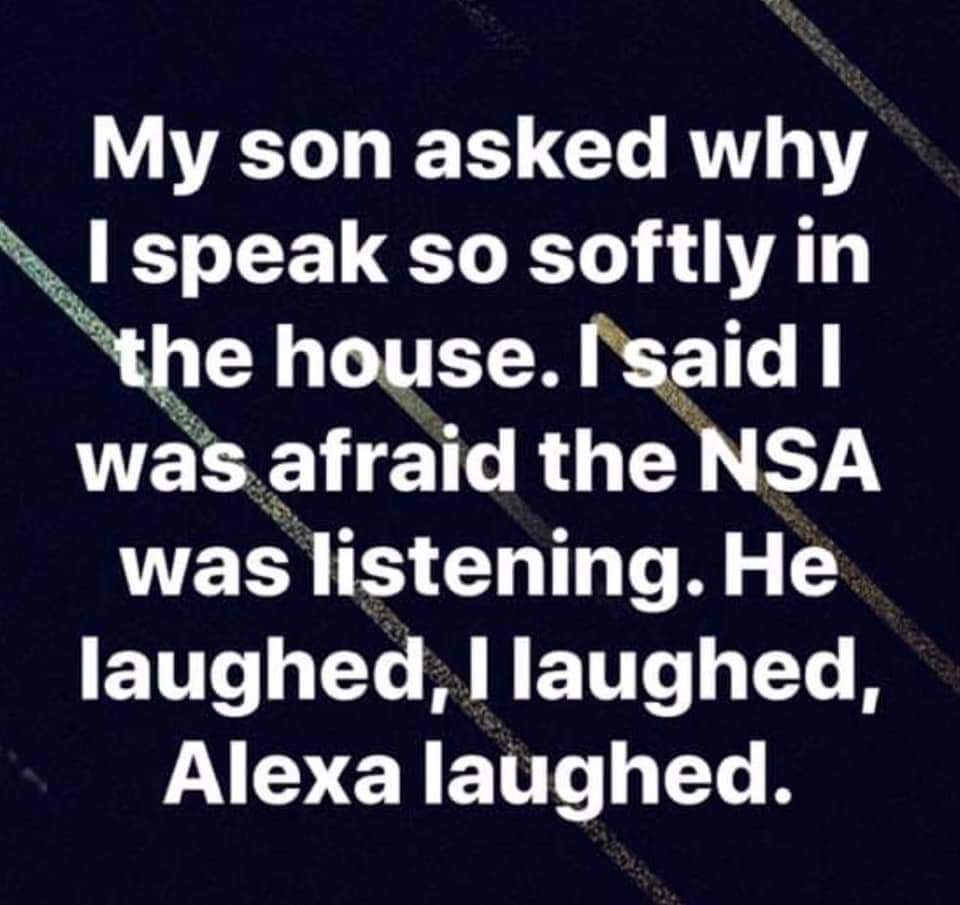 My son asked why
I speak so softly in
the house. I said I
was afraid the NSA
was listening. He
laughed, I laughed,
Alexa laughed.